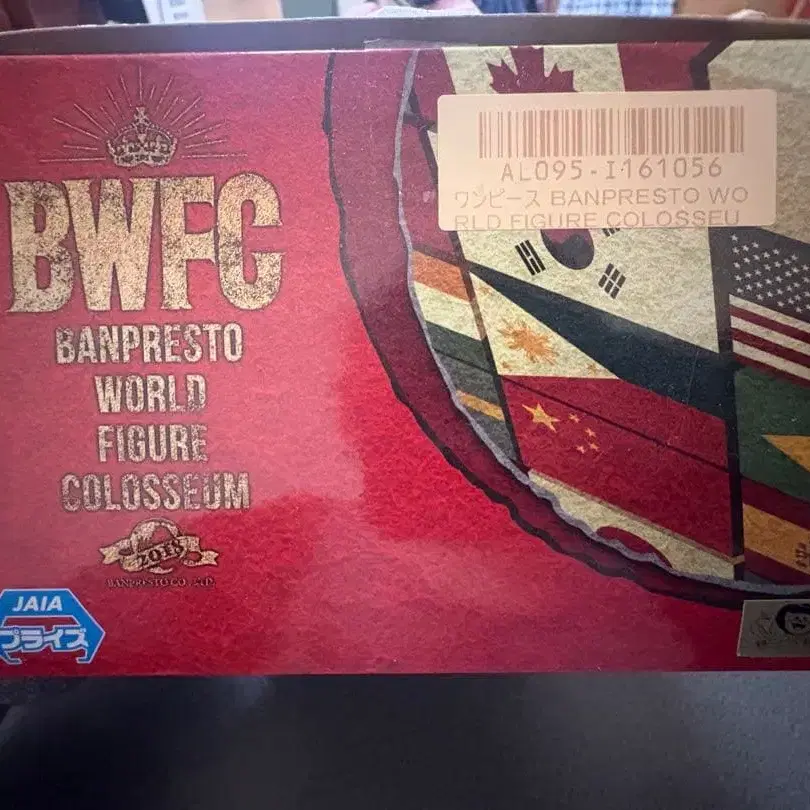 BWFC
BANPRESTO
WORLD
FIGURE
COLOSSEUM
2018
BANPRESTO CO., LTD.
JAIA
プライズ
AL095-I161056
ワンピース BANPRESTO WO
RLD FIGURE COLOSSEU